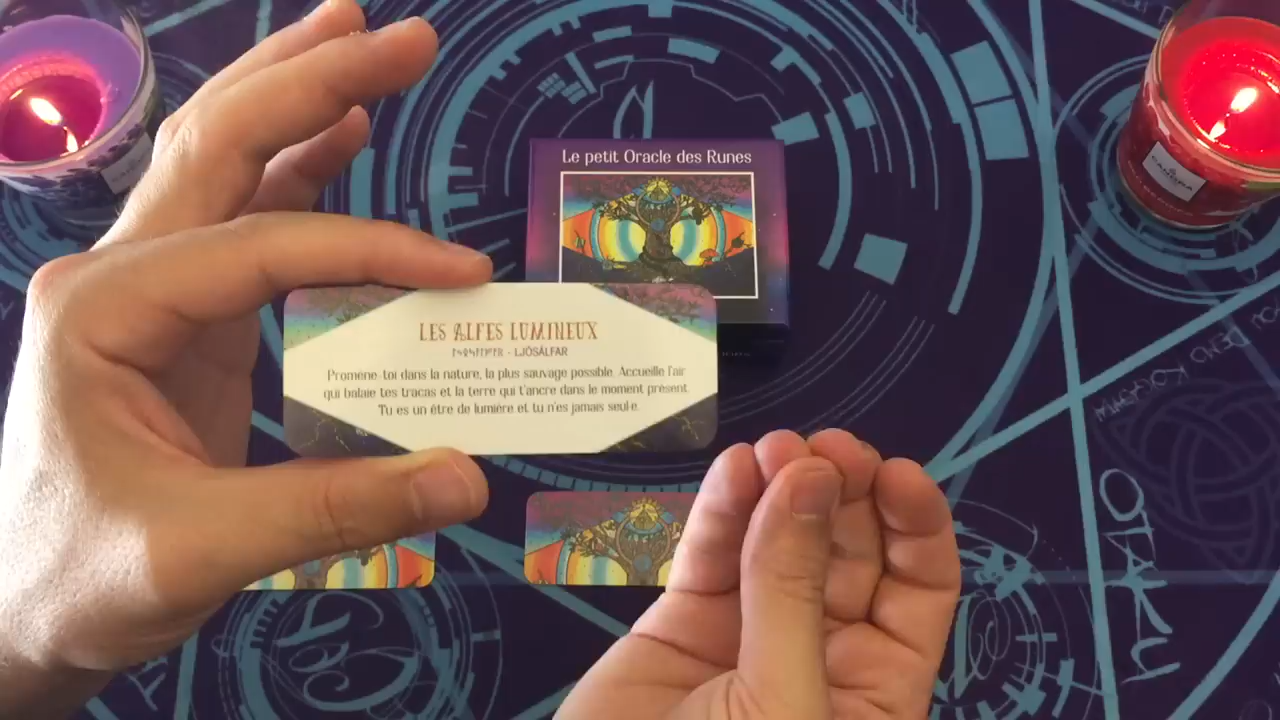 Le petit Oracle des Runes
LES ALFES LUMINEUX
- LJÓSÁLFAR
Promène-toi dans la nature, la plus sauvage possible. Accueille l'air
qui balaie tes tracas et la terre qui t'ancre dans le moment présent.
Tu es un être de lumière et tu n'es jamais seul·e.
OTAKU